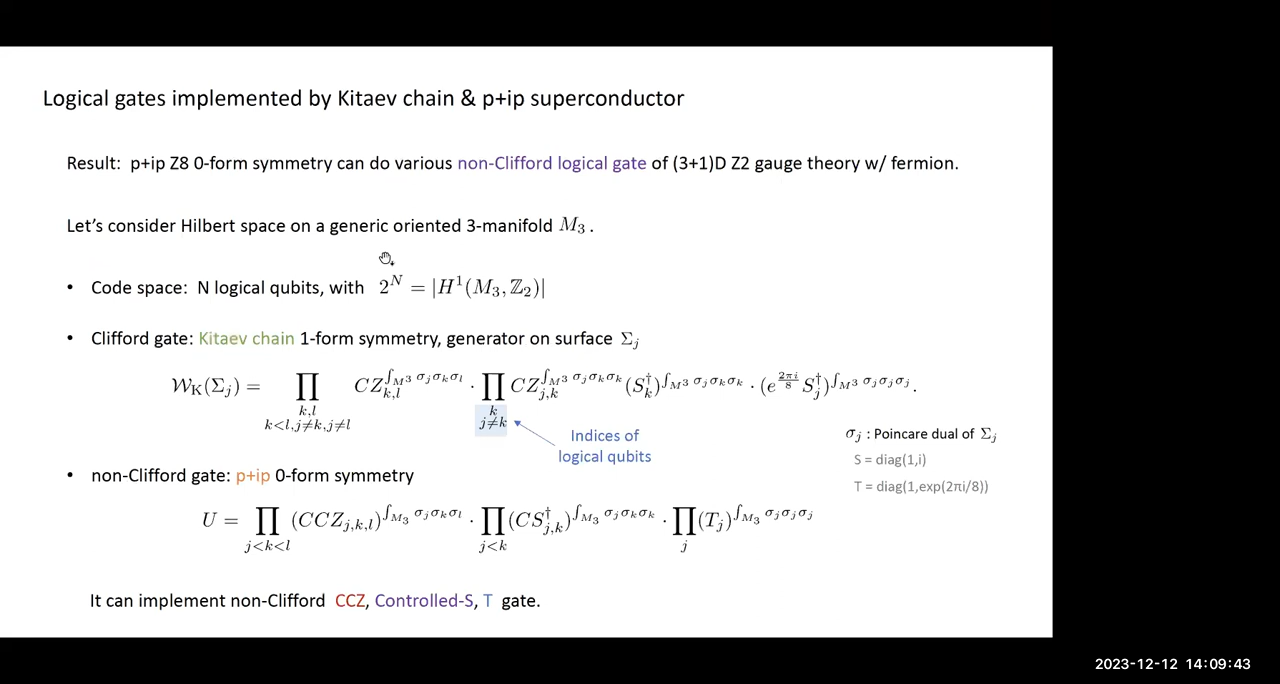 Logical gates implemented by Kitaev chain & p+ip superconductor
Result: p+ip Z8 0-form symmetry can do various non-Clifford logical gate of (3+1)D Z2 gauge theory w/ fermion.
Let's consider Hilbert space on a generic oriented 3-manifold $M_3$ .
• Code space: N logical qubits, with $2^N = |H^1(M_3, \mathbb{Z}_2)|$
• Clifford gate: Kitaev chain 1-form symmetry, generator on surface $\Sigma_j$
$\mathcal{W}_{\mathrm{K}}(\Sigma_j) = \prod_{\substack{k,l \\ k<l, j\neq k, j\neq l}} CZ_{k,l}^{\int_{M^3} \sigma_j\sigma_k\sigma_l} \cdot \prod_{\substack{k \\ j\neq k}} CZ_{j,k}^{\int_{M^3} \sigma_j\sigma_k\sigma_k} (S_k^\dagger)^{\int_{M^3} \sigma_j\sigma_k\sigma_k} \cdot (e^{\frac{2\pi i}{8}} S_j^\dagger)^{\int_{M^3} \sigma_j\sigma_j\sigma_j}.$
Indices of
logical qubits
$\sigma_j$ : Poincare dual of $\Sigma_j$
S = diag(1,i)
T = diag(1,exp(2πi/8))
• non-Clifford gate: p+ip 0-form symmetry
$U = \prod_{j<k<l} (CCZ_{j,k,l})^{\int_{M_3} \sigma_j\sigma_k\sigma_l} \cdot \prod_{j<k} (CS_{j,k}^\dagger)^{\int_{M_3} \sigma_j\sigma_k\sigma_k} \cdot \prod_j (T_j)^{\int_{M_3} \sigma_j\sigma_j\sigma_j}$
It can implement non-Clifford CCZ, Controlled-S, T gate.
2023-12-12 14:09:43